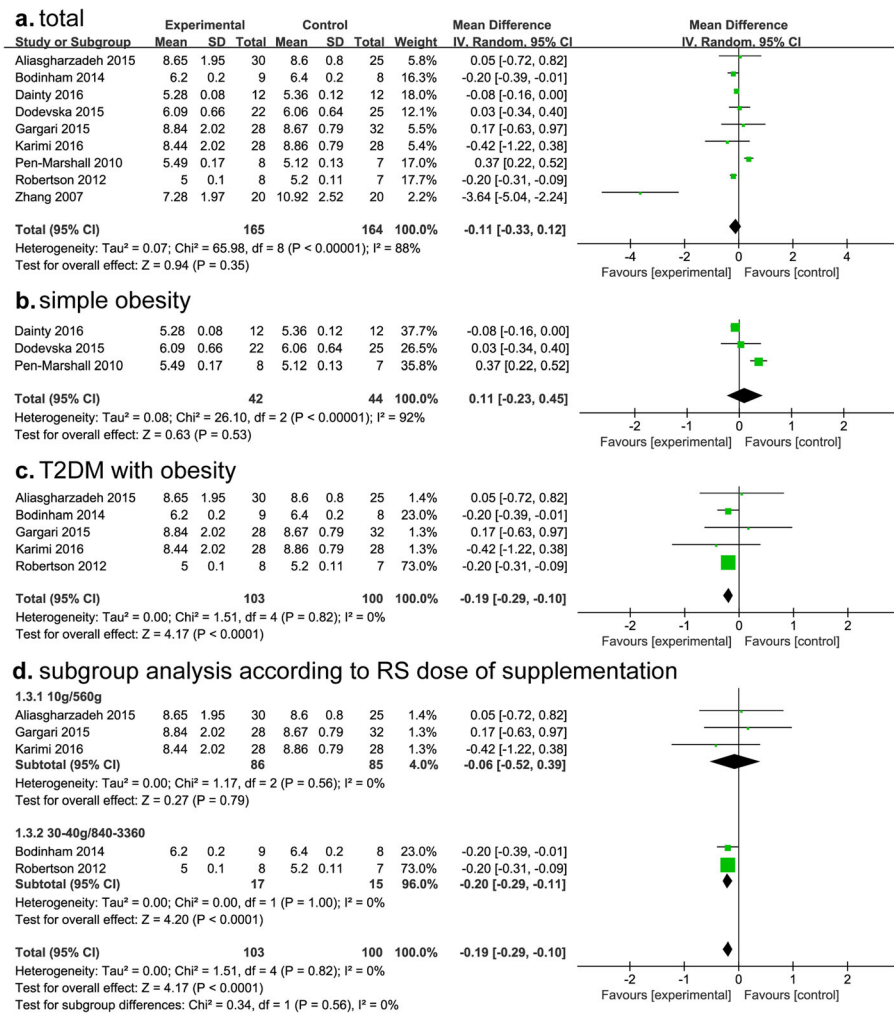 a. total
Experimental Control Mean Difference Mean Difference
Study or Subgroup Mean SD Total Mean SD Total Weight IV, Random, 95% CI IV, Random, 95% CI
Aliasgharzadeh 2015 8.65 1.95 30 8.6 0.8 25 5.8% 0.05 [-0.72, 0.82]
Bodinham 2014 6.2 0.2 9 6.4 0.2 8 16.3% -0.20 [-0.39, -0.01]
Dainty 2016 5.28 0.08 12 5.36 0.12 12 18.0% -0.08 [-0.16, 0.00]
Dodevska 2015 6.09 0.66 22 6.06 0.64 25 12.1% 0.03 [-0.34, 0.40]
Gargari 2015 8.84 2.02 28 8.67 0.79 32 5.5% 0.17 [-0.63, 0.97]
Karimi 2016 8.44 2.02 28 8.86 0.79 28 5.4% -0.42 [-1.22, 0.38]
Pen-Marshall 2010 5.49 0.17 8 5.12 0.13 7 17.0% 0.37 [0.22, 0.52]
Robertson 2012 5 0.1 8 5.2 0.11 7 17.7% -0.20 [-0.31, -0.09]
Zhang 2007 7.28 1.97 20 10.92 2.52 20 2.2% -3.64 [-5.04, -2.24]
Total (95% CI) 165 164 100.0% -0.11 [-0.33, 0.12]
Heterogeneity: Tau² = 0.07; Chi² = 65.98, df = 8 (P < 0.00001); I² = 88%
Test for overall effect: Z = 0.94 (P = 0.35)
-4 -2 0 2 4
Favours [experimental] Favours [control]
b. simple obesity
Dainty 2016 5.28 0.08 12 5.36 0.12 12 37.7% -0.08 [-0.16, 0.00]
Dodevska 2015 6.09 0.66 22 6.06 0.64 25 26.5% 0.03 [-0.34, 0.40]
Pen-Marshall 2010 5.49 0.17 8 5.12 0.13 7 35.8% 0.37 [0.22, 0.52]
Total (95% CI) 42 44 100.0% 0.11 [-0.23, 0.45]
Heterogeneity: Tau² = 0.08; Chi² = 26.10, df = 2 (P < 0.00001); I² = 92%
Test for overall effect: Z = 0.63 (P = 0.53)
-2 -1 0 1 2
Favours [experimental] Favours [control]
c. T2DM with obesity
Aliasgharzadeh 2015 8.65 1.95 30 8.6 0.8 25 1.4% 0.05 [-0.72, 0.82]
Bodinham 2014 6.2 0.2 9 6.4 0.2 8 23.0% -0.20 [-0.39, -0.01]
Gargari 2015 8.84 2.02 28 8.67 0.79 32 1.3% 0.17 [-0.63, 0.97]
Karimi 2016 8.44 2.02 28 8.86 0.79 28 1.3% -0.42 [-1.22, 0.38]
Robertson 2012 5 0.1 8 5.2 0.11 7 73.0% -0.20 [-0.31, -0.09]
Total (95% CI) 103 100 100.0% -0.19 [-0.29, -0.10]
Heterogeneity: Tau² = 0.00; Chi² = 1.51, df = 4 (P = 0.82); I² = 0%
Test for overall effect: Z = 4.17 (P < 0.0001)
-2 -1 0 1 2
Favours [experimental] Favours [control]
d. subgroup analysis according to RS dose of supplementation
1.3.1 10g/560g
Aliasgharzadeh 2015 8.65 1.95 30 8.6 0.8 25 1.4% 0.05 [-0.72, 0.82]
Gargari 2015 8.84 2.02 28 8.67 0.79 32 1.3% 0.17 [-0.63, 0.97]
Karimi 2016 8.44 2.02 28 8.86 0.79 28 1.3% -0.42 [-1.22, 0.38]
Subtotal (95% CI) 86 85 4.0% -0.06 [-0.52, 0.39]
Heterogeneity: Tau² = 0.00; Chi² = 1.17, df = 2 (P = 0.56); I² = 0%
Test for overall effect: Z = 0.27 (P = 0.79)
1.3.2 30-40g/840-3360
Bodinham 2014 6.2 0.2 9 6.4 0.2 8 23.0% -0.20 [-0.39, -0.01]
Robertson 2012 5 0.1 8 5.2 0.11 7 73.0% -0.20 [-0.31, -0.09]
Subtotal (95% CI) 17 15 96.0% -0.20 [-0.29, -0.11]
Heterogeneity: Tau² = 0.00; Chi² = 0.00, df = 1 (P = 1.00); I² = 0%
Test for overall effect: Z = 4.20 (P < 0.0001)
Total (95% CI) 103 100 100.0% -0.19 [-0.29, -0.10]
Heterogeneity: Tau² = 0.00; Chi² = 1.51, df = 4 (P = 0.82); I² = 0%
Test for overall effect: Z = 4.17 (P < 0.0001)
Test for subgroup differences: Chi² = 0.34, df = 1 (P = 0.56), I² = 0%
-2 -1 0 1 2
Favours [experimental] Favours [control]